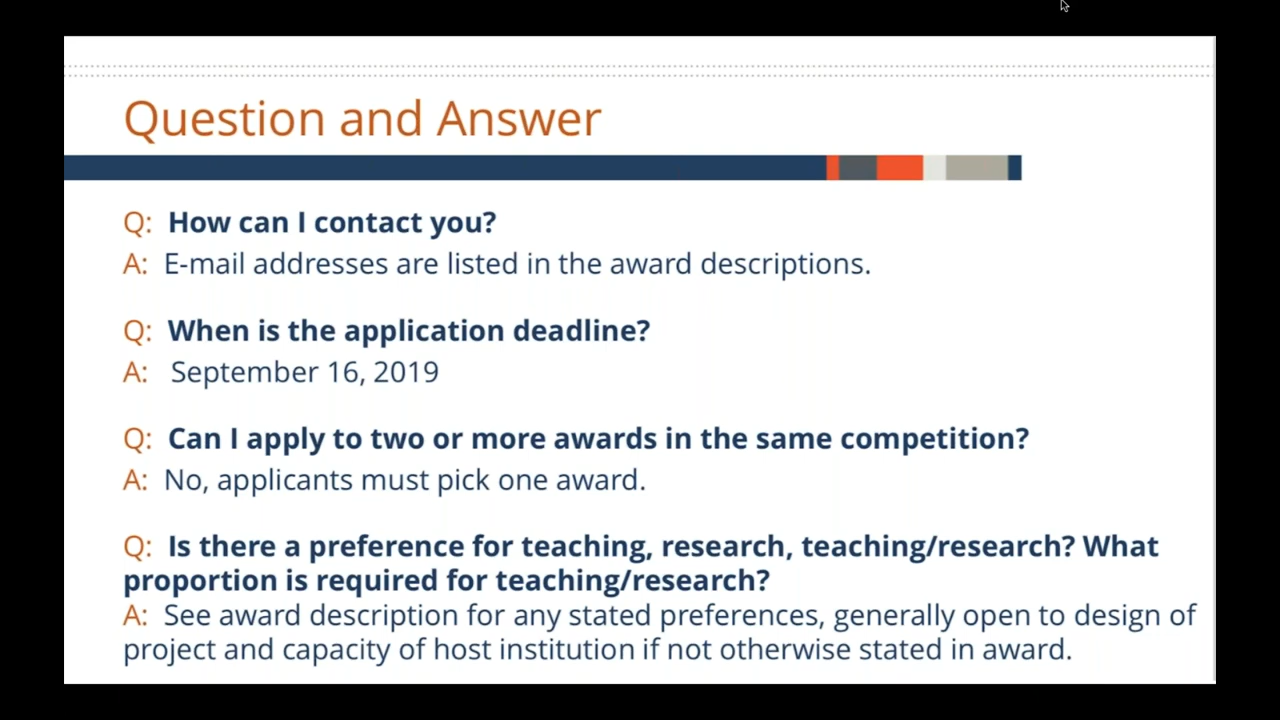 Question and Answer
Q: How can I contact you?
A: E-mail addresses are listed in the award descriptions.
Q: When is the application deadline?
A: September 16, 2019
Q: Can I apply to two or more awards in the same competition?
A: No, applicants must pick one award.
Q: Is there a preference for teaching, research, teaching/research? What
proportion is required for teaching/research?
A: See award description for any stated preferences, generally open to design of
project and capacity of host institution if not otherwise stated in award.